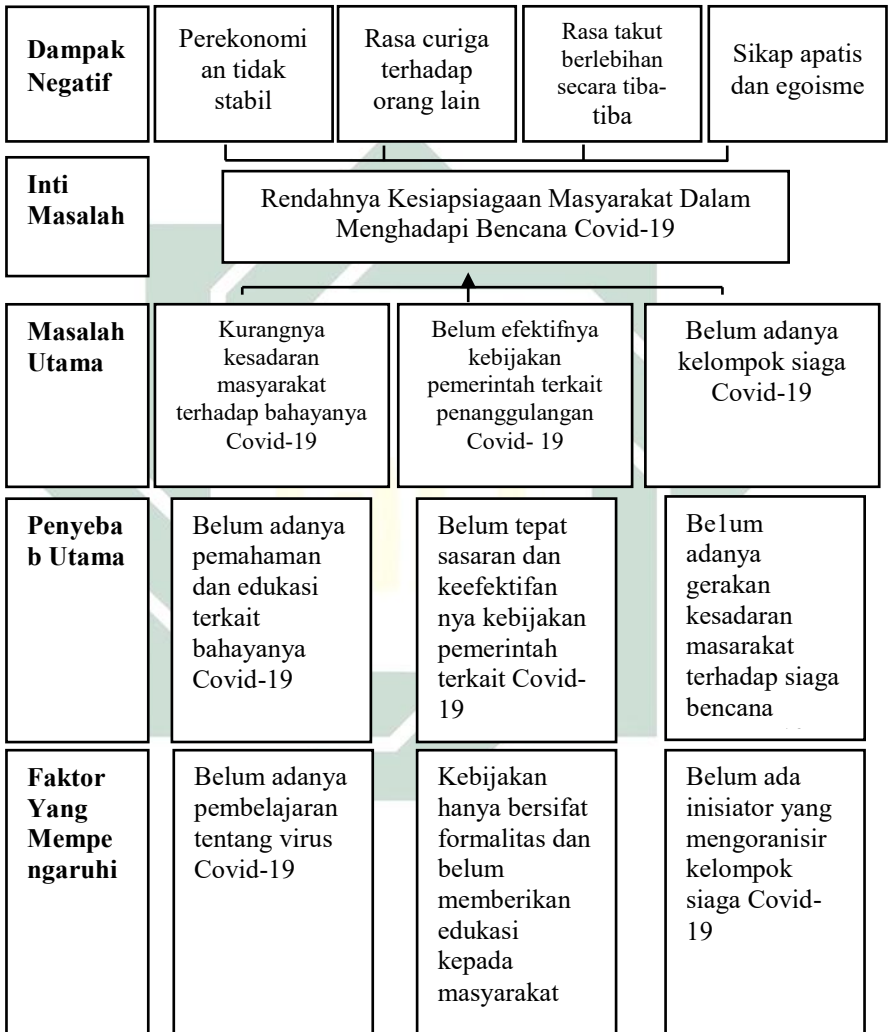 Dampak
Negatif
Perekonomi
an tidak
stabil
Rasa curiga
terhadap
orang lain
Rasa takut
berlebihan
secara tiba-
tiba
Sikap apatis
dan egoisme
Inti
Masalah
Rendahnya Kesiapsiagaan Masyarakat Dalam
Menghadapi Bencana Covid-19
Masalah
Utama
Kurangnya
kesadaran
masyarakat
terhadap bahayanya
Covid-19
Belum efektifnya
kebijakan
pemerintah terkait
penanggulangan
Covid- 19
Belum adanya
kelompok siaga
Covid-19
Penyeba
b Utama
Belum adanya
pemahaman
dan edukasi
terkait
bahayanya
Covid-19
Belum tepat
sasaran dan
keefektifan
nya kebijakan
pemerintah
terkait Covid-
19
Be1um
adanya
gerakan
kesadaran
masarakat
terhadap siaga
bencana
Faktor
Yang
Mempe
ngaruhi
Belum adanya
pembelajaran
tentang virus
Covid-19
Kebijakan
hanya bersifat
formalitas dan
belum
memberikan
edukasi
kepada
masyarakat
Belum ada
inisiator yang
mengoranisir
kelompok
siaga Covid-
19